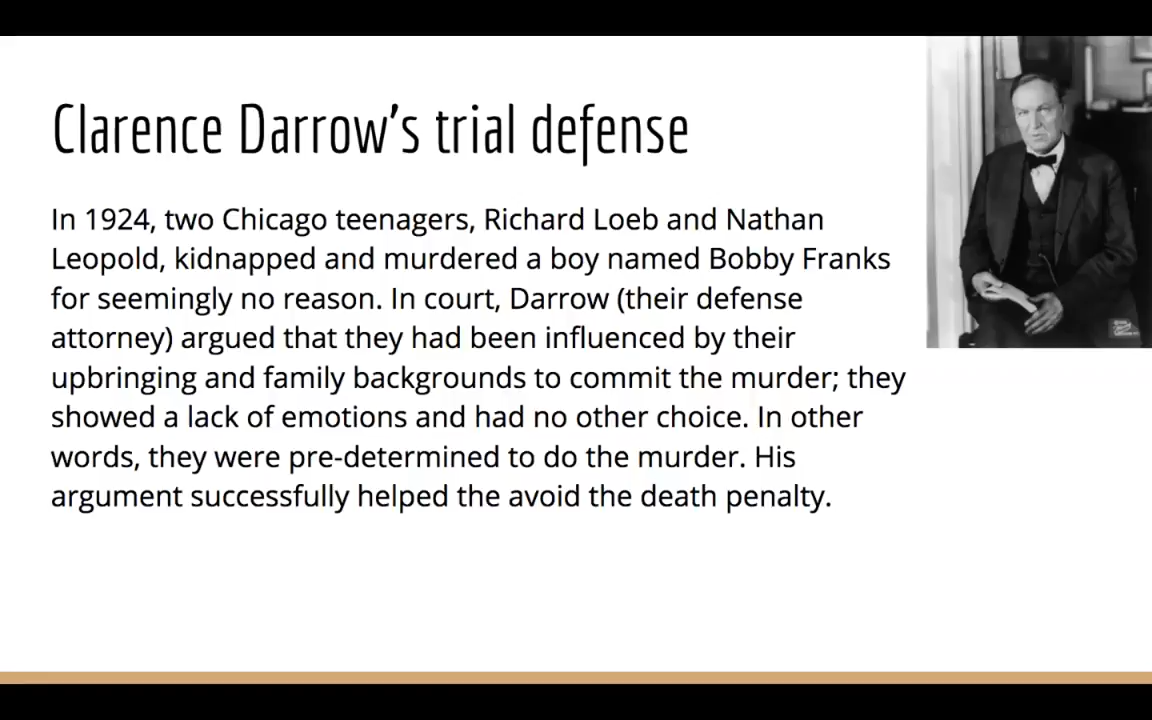 Clarence Darrow's trial defense
In 1924, two Chicago teenagers, Richard Loeb and Nathan
Leopold, kidnapped and murdered a boy named Bobby Franks
for seemingly no reason. In court, Darrow (their defense
attorney) argued that they had been influenced by their
upbringing and family backgrounds to commit the murder; they
showed a lack of emotions and had no other choice. In other
words, they were pre-determined to do the murder. His
argument successfully helped the avoid the death penalty.